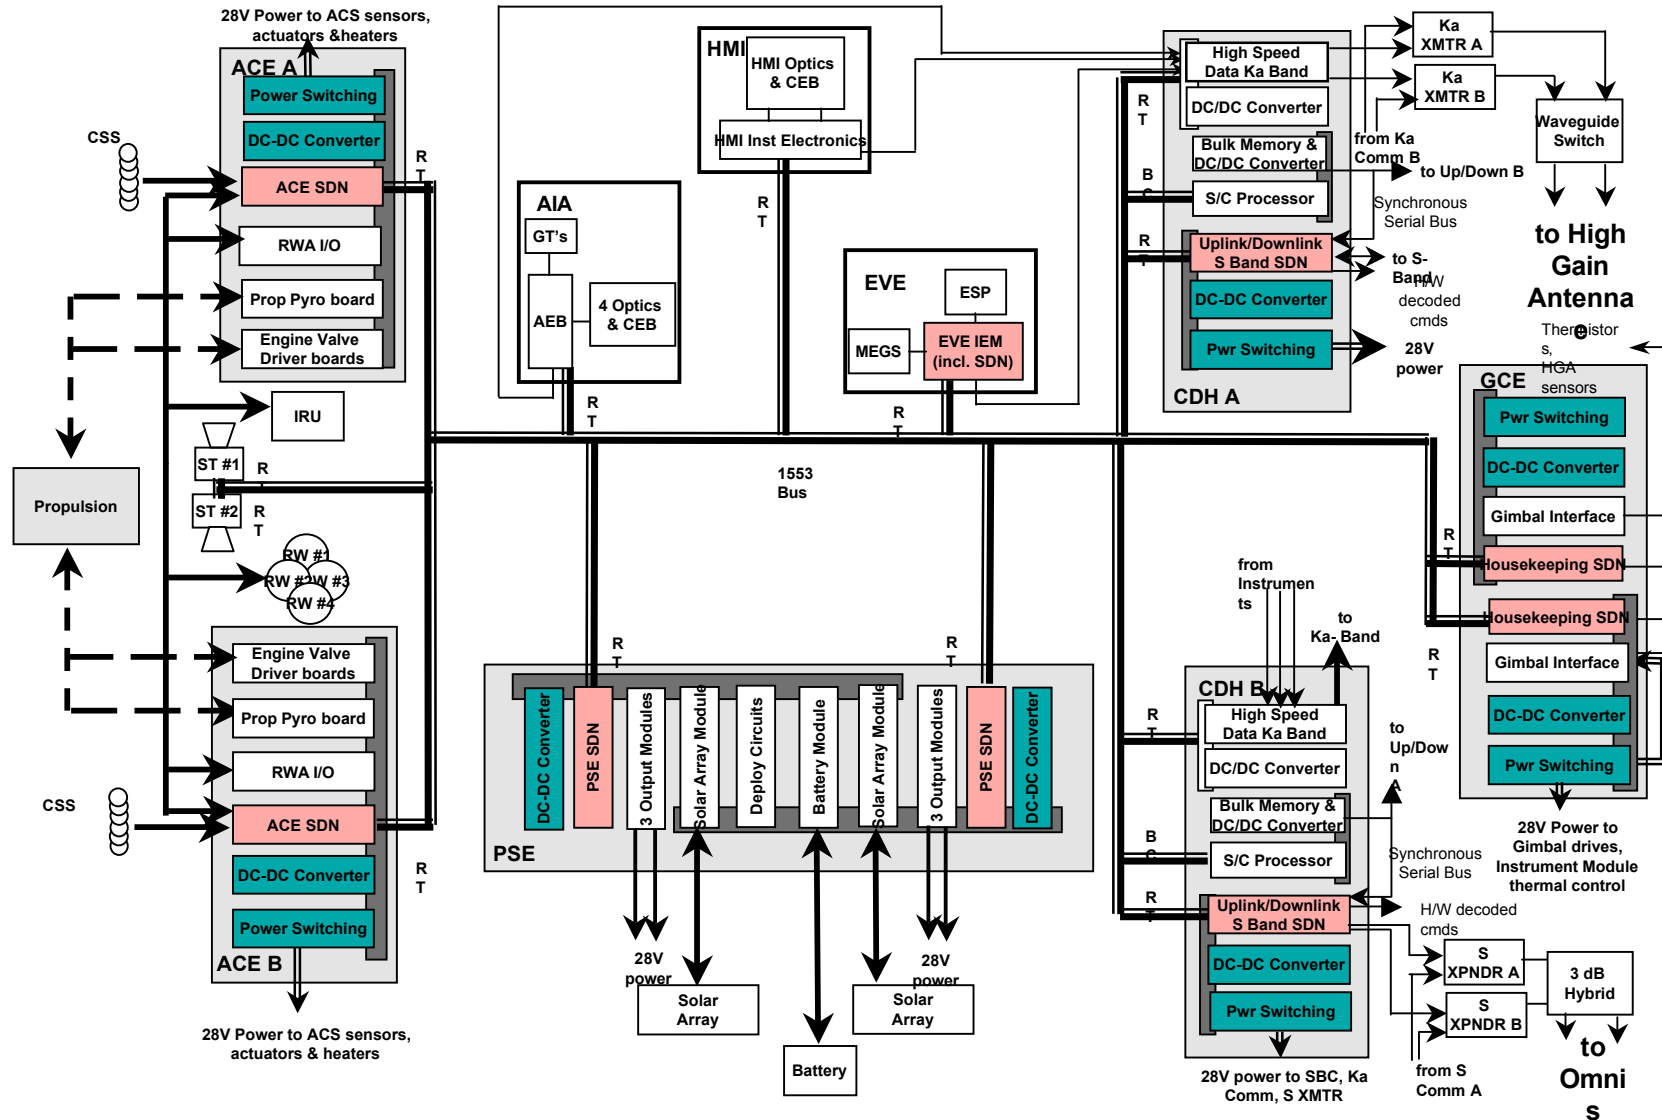 28V Power to ACS sensors,
actuators &heaters
ACE A
Power Switching
DC-DC Converter
CSS
ACE SDN
R
T
RWA I/O
Prop Pyro board
Engine Valve
Driver boards
IRU
ST #1
R
T
ST #2
R
T
Propulsion
RW #1
RW #2
W #3
RW #4
Engine Valve
Driver boards
Prop Pyro board
RWA I/O
CSS
ACE SDN
DC-DC Converter
R
T
Power Switching
ACE B
28V Power to ACS sensors,
actuators & heaters
HMI
HMI Optics
& CEB
HMI Inst Electronics
R
T
AIA
GT's
AEB
4 Optics
& CEB
R
T
EVE
ESP
MEGS
EVE IEM
(incl. SDN)
R
T
1553
Bus
R
T
R
T
DC-DC Converter
PSE SDN
3 Output Modules
Solar Array Module
Deploy Circuits
Battery Module
Solar Array Module
3 Output Modules
PSE SDN
DC-DC Converter
PSE
28V
power
28V
power
Solar
Array
Solar
Array
Battery
High Speed
Data Ka Band
R
T
DC/DC Converter
Bulk Memory &
DC/DC Converter
B
C
S/C Processor
R
T
Uplink/Downlink
S Band SDN
DC-DC Converter
Pwr Switching
CDH A
Ka
XMTR A
Ka
XMTR B
from Ka
Comm B
Waveguide
Switch
to Up/Down B
Synchronous
Serial Bus
to S-
Band
H/W
decoded
cmds
28V
power
to High
Gain
Antenna
e
Thermistor
s,
HGA
sensors
GCE
Pwr Switching
DC-DC Converter
Gimbal Interface
R
T
Housekeeping SDN
Housekeeping SDN
R
T
Gimbal Interface
DC-DC Converter
Pwr Switching
28V Power to
Gimbal drives,
Instrument Module
thermal control
from
Instrumen
ts
to
Ka- Band
CDH B
High Speed
Data Ka Band
R
T
DC/DC Converter
to
Up/Dow
n
A
Bulk Memory &
DC/DC Converter
B
C
S/C Processor
Synchronous
Serial Bus
R
T
Uplink/Downlink
S Band SDN
H/W decoded
cmds
DC-DC Converter
Pwr Switching
28V power to SBC, Ka
Comm, S XMTR
S
XPNDR A
S
XPNDR B
3 dB
Hybrid
from S
Comm A
to
Omni
s